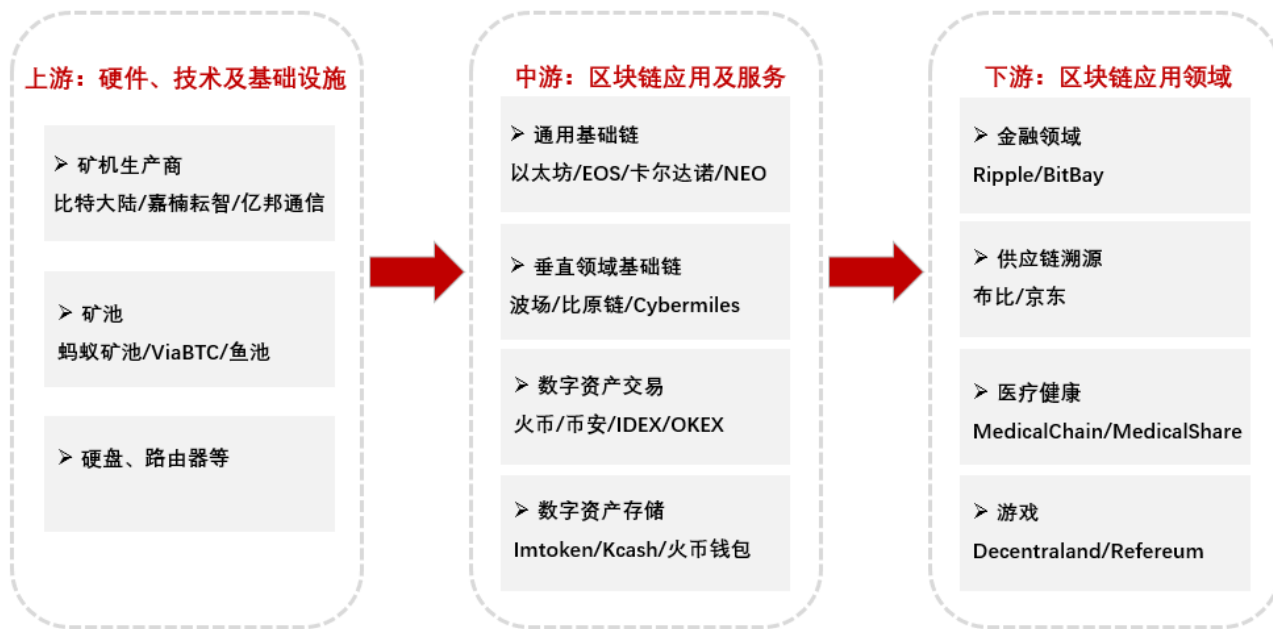 上游：硬件、技术及基础设施
➢ 矿机生产商
比特大陆/嘉楠耘智/亿邦通信
➢ 矿池
蚂蚁矿池/ViaBTC/鱼池
➢ 硬盘、路由器等
中游：区块链应用及服务
➢ 通用基础链
以太坊/EOS/卡尔达诺/NEO
➢ 垂直领域基础链
波场/比原链/Cybermiles
➢ 数字资产交易
火币/币安/IDEX/OKEX
➢ 数字资产存储
Imtoken/Kcash/火币钱包
下游：区块链应用领域
➢ 金融领域
Ripple/BitBay
➢ 供应链溯源
布比/京东
➢ 医疗健康
MedicalChain/MedicalShare
➢ 游戏
Decentraland/Refereum